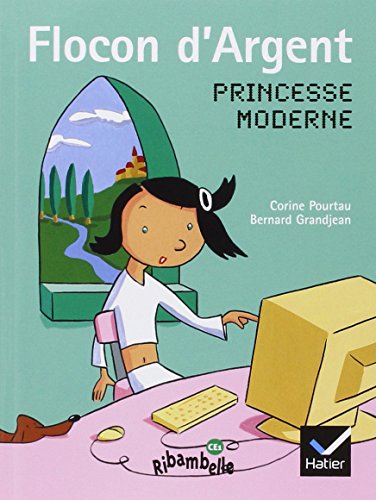 Flocon d'Argent
PRINCESSE
MODERNE
Corine Pourtau
Bernard Grandjean
CE1
Ribambelle
Hatier